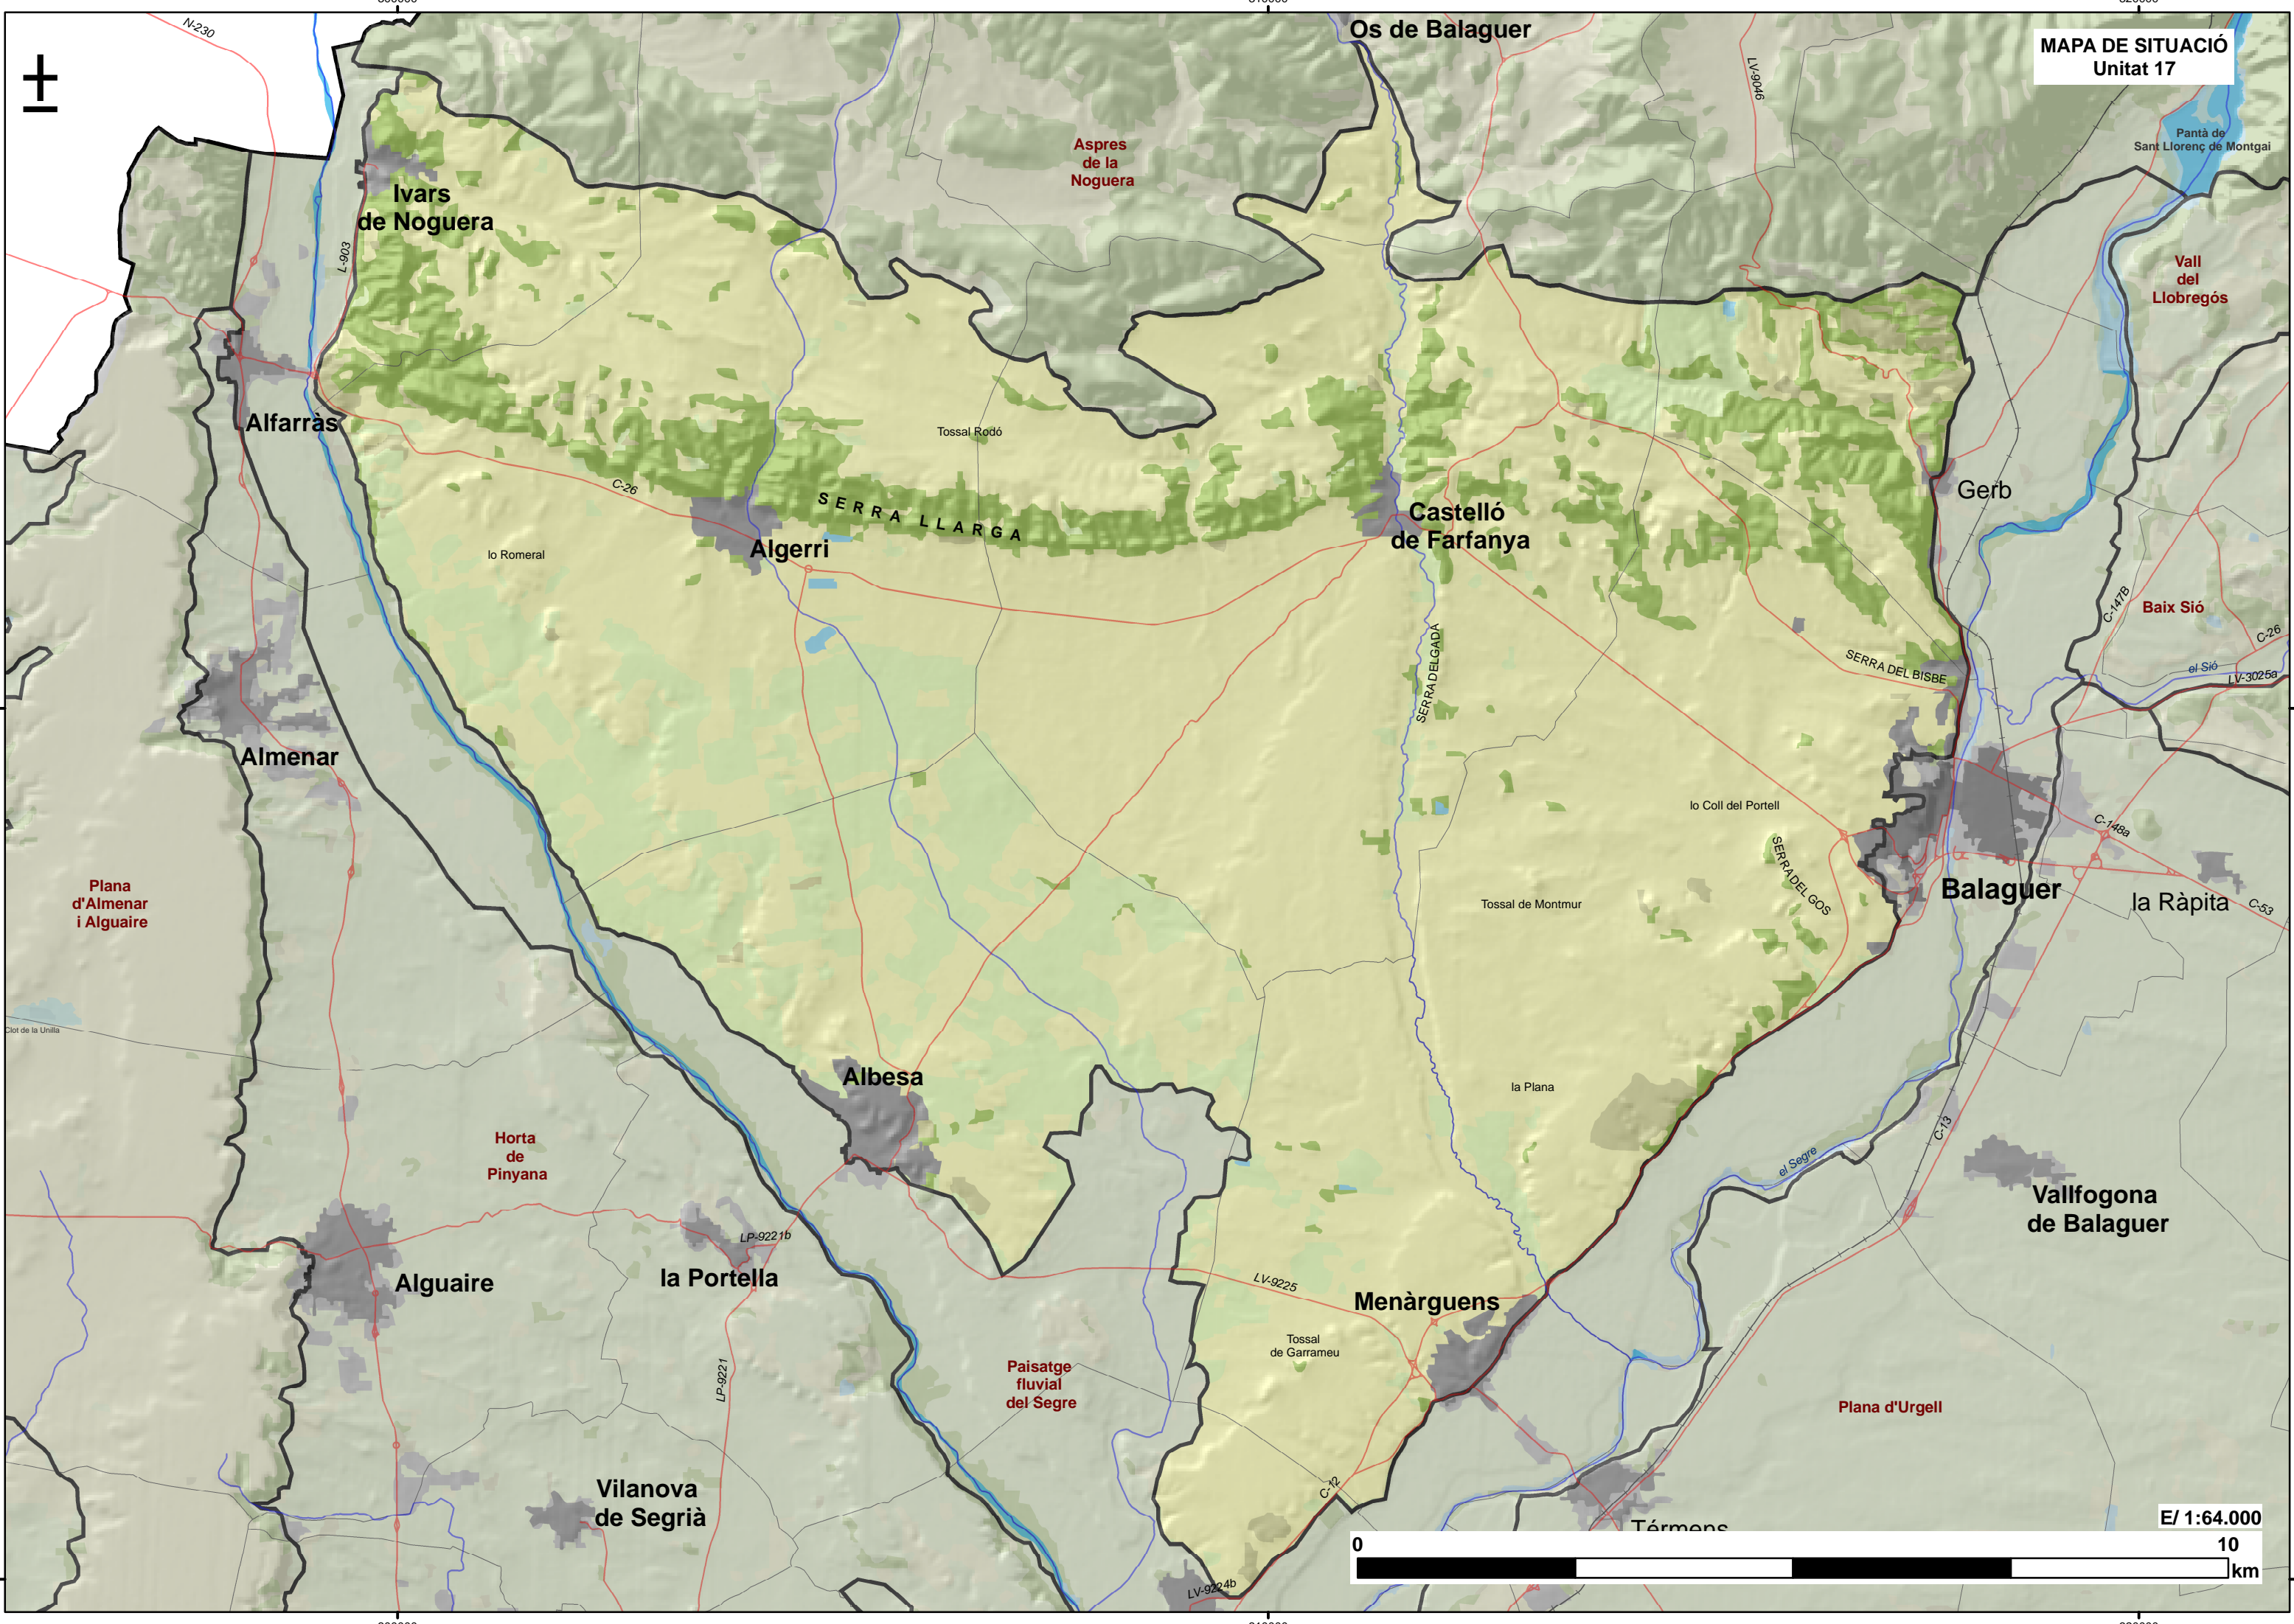 N-230
Os de Balaguer
LV-9046
MAPA DE SITUACIÓ
Unitat 17
Pantà de
Sant Llorenç de Montgai
Aspres
de la
Noguera
Ivars
de Noguera
L-903
Vall
del
Llobregós
Alfarràs
Tossal Rodó
C-26
SERRA LLARGA
Gerb
Castelló
de Farfanya
Algerri
lo Romeral
C-147B
Baix Sió
C-26
SERRA DELGADA
SERRA DEL BISBE
el Sió
LV-3025a
Almenar
lo Coll del Portell
C-148a
SERRA DEL GOS
Plana
d'Almenar
i Alguaire
Balaguer
la Ràpita
C-53
Tossal de Montmur
Clot de la Unilla
Albesa
la Plana
C-13
Horta
de
Pinyana
el Segre
Vallfogona
de Balaguer
LP-9221b
la Portella
Alguaire
LV-9225
Menàrguens
Tossal
de Garrameu
LP-9221
Paisatge
fluvial
del Segre
Plana d'Urgell
C-12
Vilanova
de Segrià
Térmens
E/ 1:64.000
0 10
km
LV-9224b